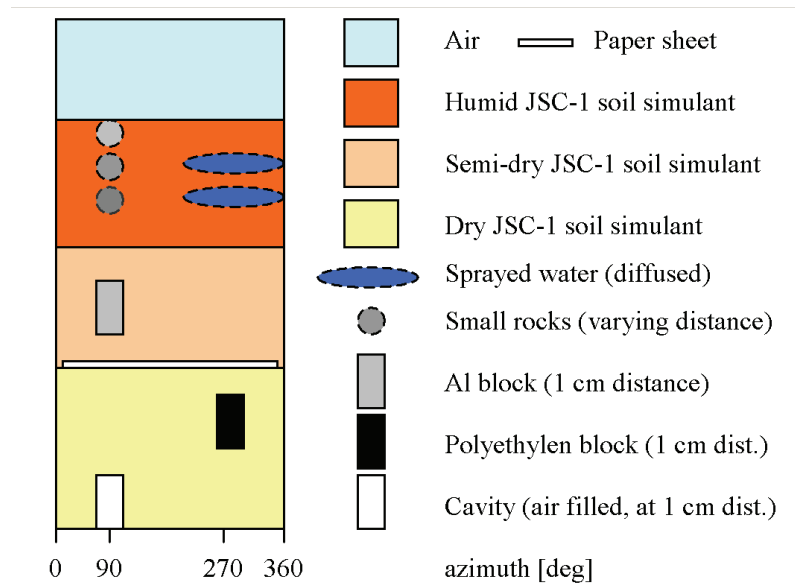 Air Paper sheet
Humid JSC-1 soil simulant
Semi-dry JSC-1 soil simulant
Dry JSC-1 soil simulant
Sprayed water (diffused)
Small rocks (varying distance)
Al block (1 cm distance)
Polyethylen block (1 cm dist.)
Cavity (air filled, at 1 cm dist.)
0 90 270 360 azimuth [deg]